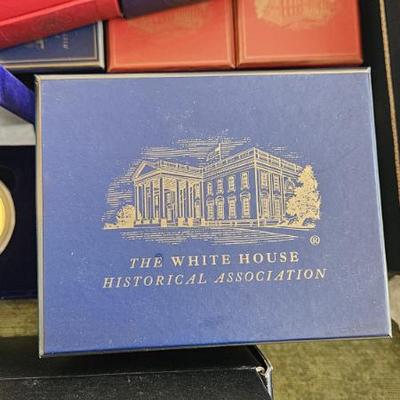 THE WHITE HOUSE
HISTORICAL ASSOCIATION
®